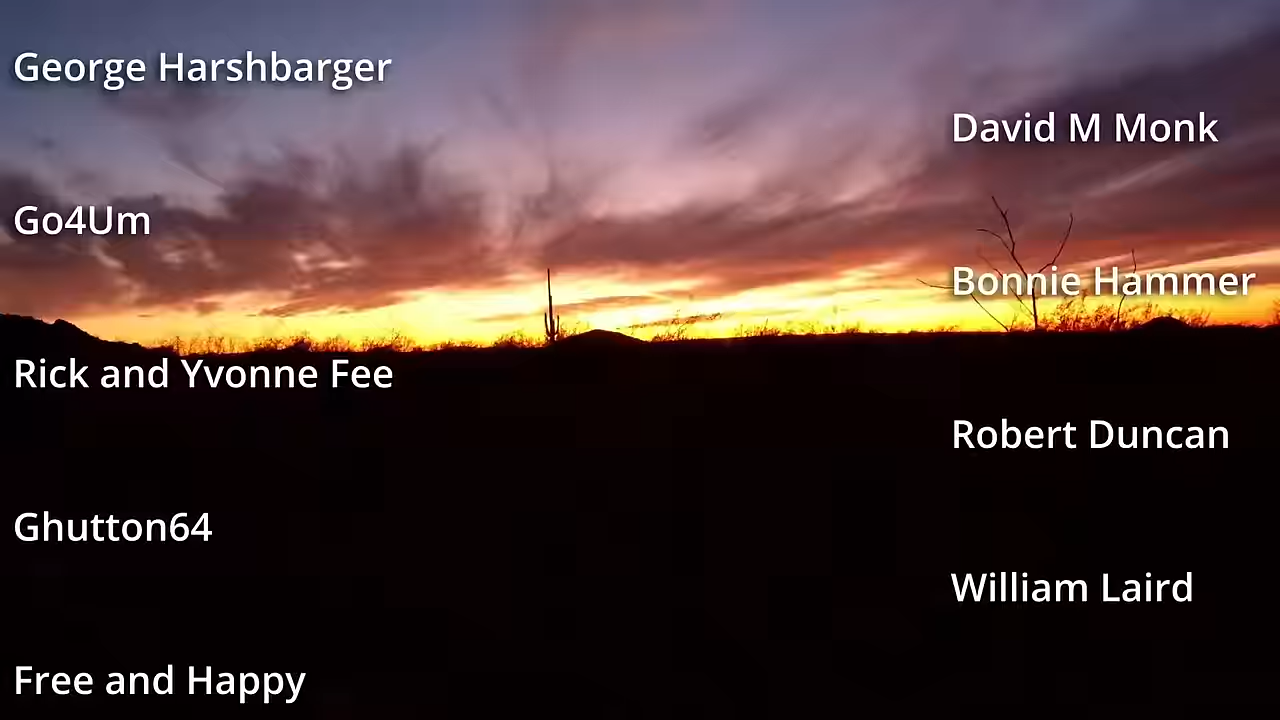 George Harshbarger
David M Monk
Go4Um
Bonnie Hammer
Rick and Yvonne Fee
Robert Duncan
Ghutton64
William Laird
Free and Happy